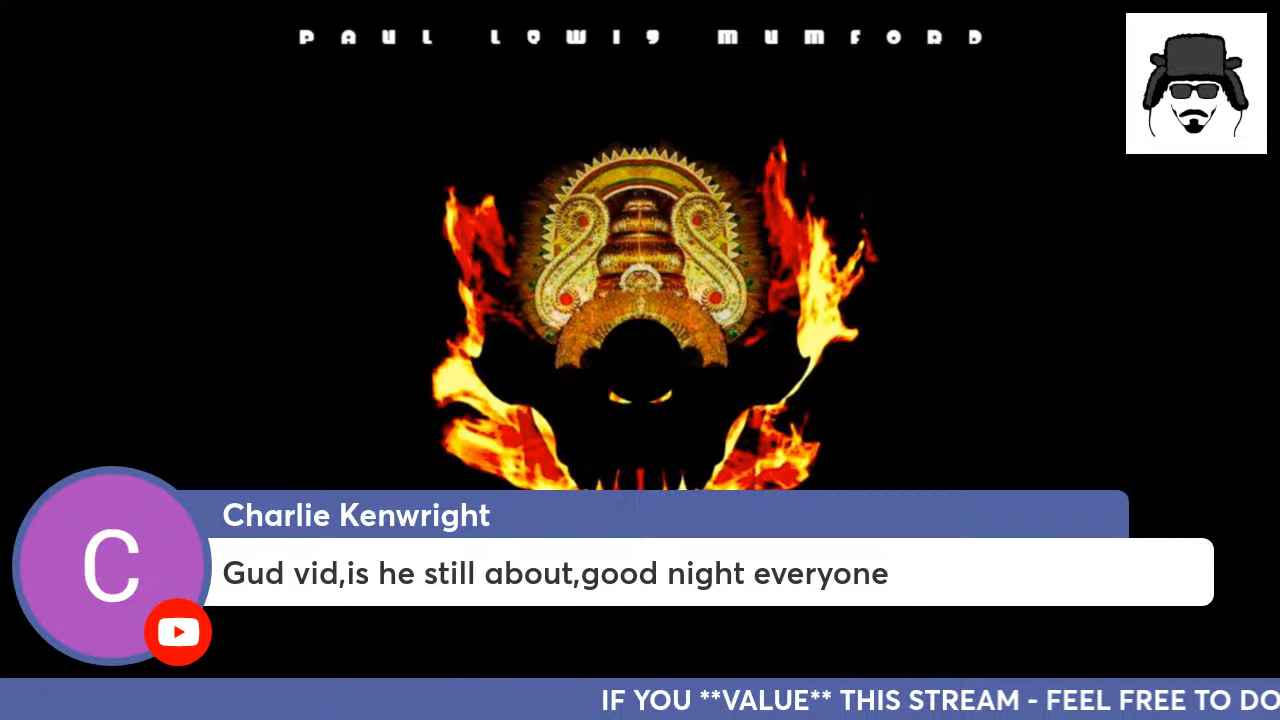 PAUL LOUIS MUMFORD
C
Charlie Kenwright
Gud vid,is he still about,good night everyone
IF YOU **VALUE** THIS STREAM - FEEL FREE TO DO